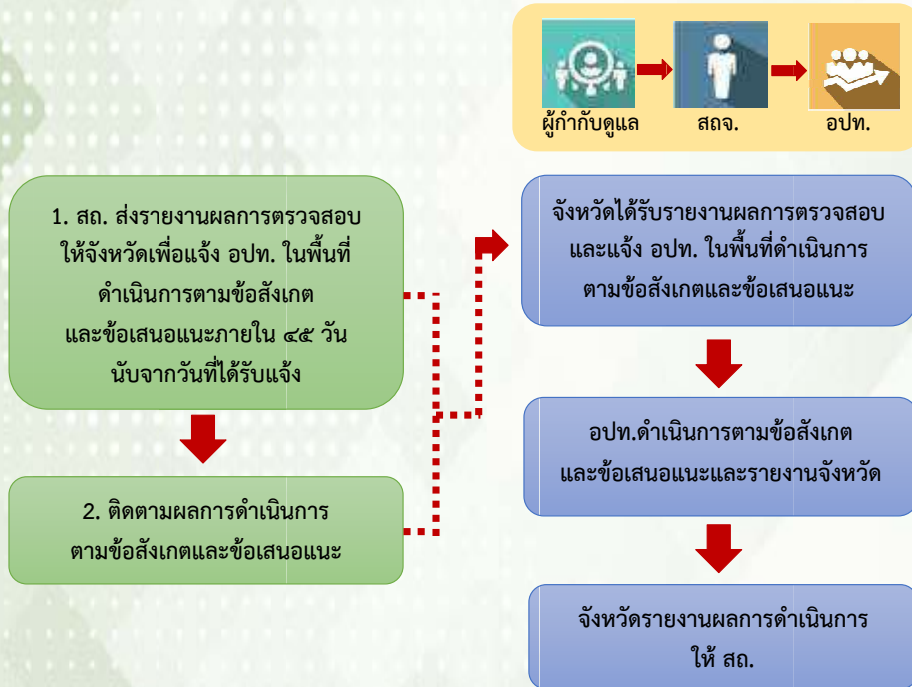 ผู้กำกับดูแล
สถจ.
อปท.
1. สถ. ส่งรายงานผลการตรวจสอบ
ให้จังหวัดเพื่อแจ้ง อปท. ในพื้นที่
ดำเนินการตามข้อสังเกต
และข้อเสนอแนะภายใน ๔๕ วัน
นับจากวันที่ได้รับแจ้ง
2. ติดตามผลการดำเนินการ
ตามข้อสังเกตและข้อเสนอแนะ
จังหวัดได้รับรายงานผลการตรวจสอบ
และแจ้ง อปท. ในพื้นที่ดำเนินการ
ตามข้อสังเกตและข้อเสนอแนะ
อปท.ดำเนินการตามข้อสังเกต
และข้อเสนอแนะและรายงานจังหวัด
จังหวัดรายงานผลการดำเนินการ
ให้ สถ.